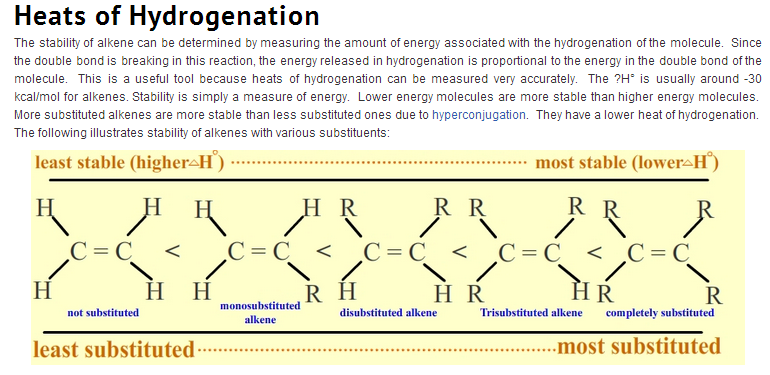 Heats of Hydrogenation
The stability of alkene can be determined by measuring the amount of energy associated with the hydrogenation of the molecule. Since
the double bond is breaking in this reaction, the energy released in hydrogenation is proportional to the energy in the double bond of the
molecule. This is a useful tool because heats of hydrogenation can be measured very accurately. The ?H° is usually around -30
kcal/mol for alkenes. Stability is simply a measure of energy. Lower energy molecules are more stable than higher energy molecules.
More substituted alkenes are more stable than less substituted ones due to hyperconjugation. They have a lower heat of hydrogenation.
The following illustrates stability of alkenes with various substituents:
least stable (higher△H°) ........ most stable (lower△H°)
H H H H R R R R R R
C = C < C = C < C = C < C = C < C = C
H H H R H H R H R R
not substituted monosubstituted alkene disubstituted alkene Trisubstituted alkene completely substituted
least substituted ........ most substituted